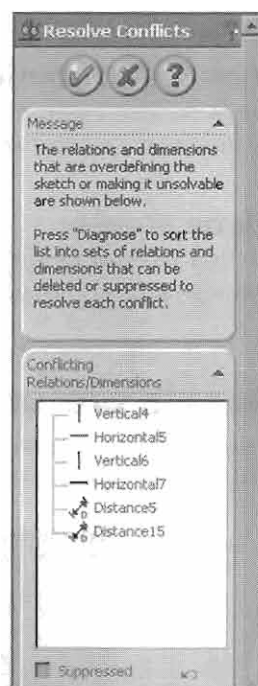 Resolve Conflicts
Message
The relations and dimensions
that are overdefining the
sketch or making it unsolvable
are shown below.
Press "Diagnose" to sort the
list into sets of relations and
dimensions that can be
deleted or suppressed to
resolve each conflict.
Conflicting
Relations/Dimensions
Vertical4
Horizontal5
Vertical6
Horizontal7
Distance5
Distance15
Suppressed